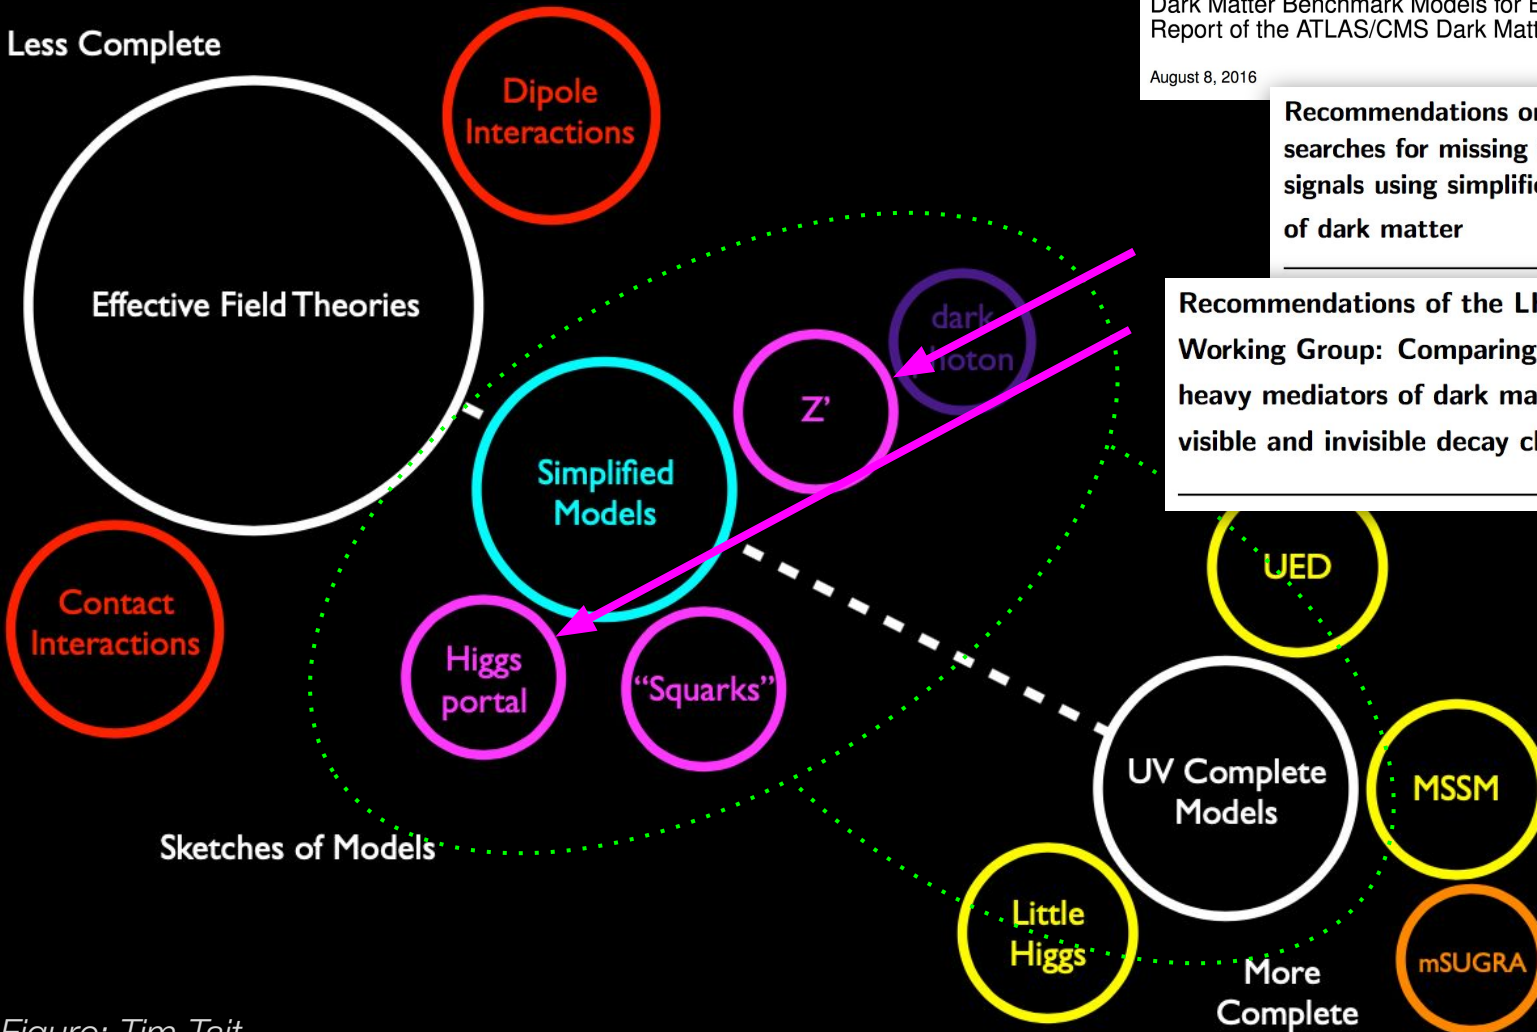 Less Complete
Dipole
Interactions
Dark Matter Benchmark Models for
Report of the ATLAS/CMS Dark
August 8, 2016
Recommendations
searches for missing
signals using
of dark matter
Effective Field Theories
dark
photon
Recommendations of the
Working Group: Comparing
heavy mediators of dark
visible and invisible decay
Z’
Simplified
Models
UED
Contact
Interactions
Higgs
portal
“Squarks”
UV Complete
Models
MSSM
Sketches of Models
Little
Higgs
mSUGRA
More
Complete
Figure: Tim Tait